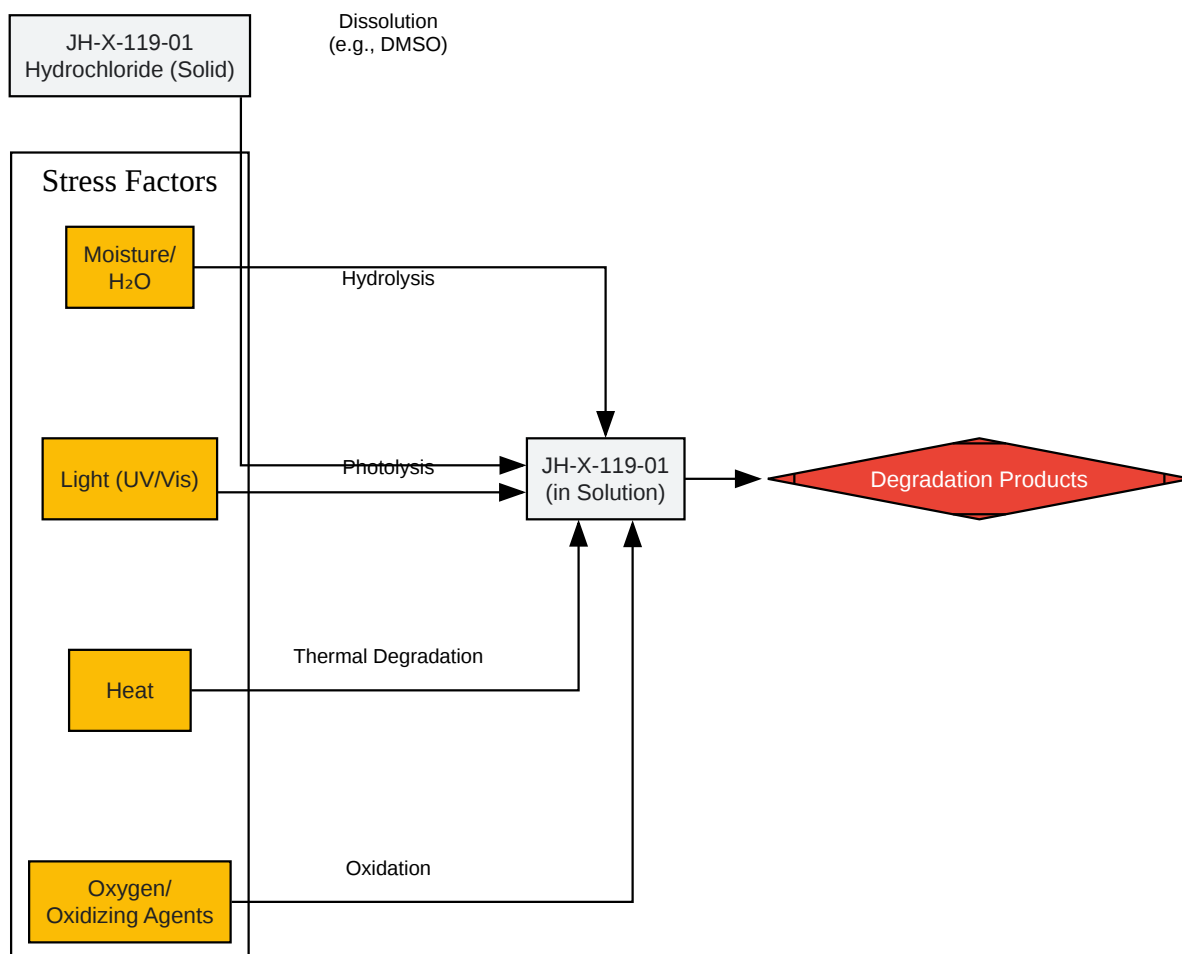 JH-X-119-01
Hydrochloride (Solid)
Dissolution
(e.g., DMSO)
Stress Factors
Moisture/
H₂O
Hydrolysis
Light (UV/Vis)
Photolysis
JH-X-119-01
(in Solution)
Degradation Products
Heat
Thermal Degradation
Oxygen/
Oxidizing Agents
Oxidation